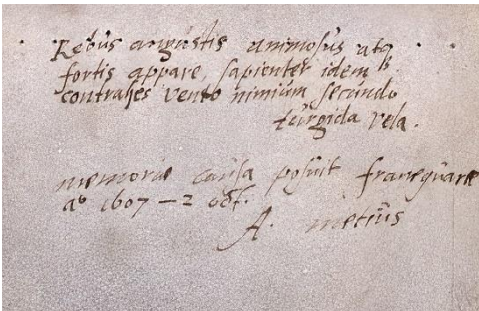 Rebus angustis animosus atq
fortis appare, sapienter idem
contrahes vento nimium secundo
turgida vela.
memoriæ causa posuit franequaræ
aº 1607 - 2 oct.
A. metius